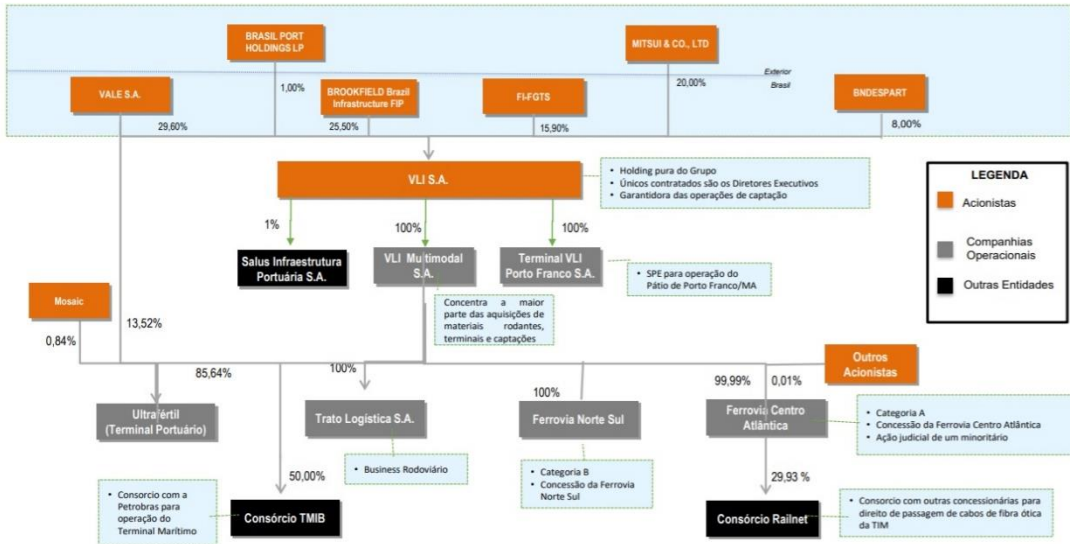 BRASIL PORT
HOLDINGS LP
MITSUI & CO., LTD
Exterior
Brasil
VALE S.A.
1,00%
BROOKFIELD Brazil
Infrastructure FIP
FI-FGTS
20,00%
BNDESPART
29,60%
25,50%
15,90%
8,00%
VLI S.A.
• Holding pura do Grupo
• Únicos contratados são os Diretores Executivos
• Garantidora das operações de captação
LEGENDA
Acionistas
Companhias
Operacionais
Outras Entidades
1%
100%
100%
Salus Infraestrutura
Portuária S.A.
VLI Multimodal
S.A.
Terminal VLI
Porto Franco S.A.
• SPE para operação do
Pátio de Porto Franco/MA
Mosaic
Concentra a maior
parte das aquisições de
materiais rodantes,
terminais e captações
0,84%
13,52%
85,64%
100%
100%
99,99%
0,01%
Outros
Acionistas
Ultrafértil
(Terminal Portuário)
Trato Logística S.A.
Ferrovia Norte Sul
Ferrovia Centro
Atlântica
• Categoria A
• Concessão da Ferrovia Centro Atlântica
• Ação judicial de um minoritário
• Business Rodoviário
• Categoria B
• Concessão da Ferrovia
Norte Sul
50,00%
29,93 %
• Consorcio com a
Petrobras para
operação do
Terminal Marítimo
Consórcio TMIB
Consórcio Railnet
• Consorcio com outras concessionárias para
direito de passagem de cabos de fibra ótica
da TIM